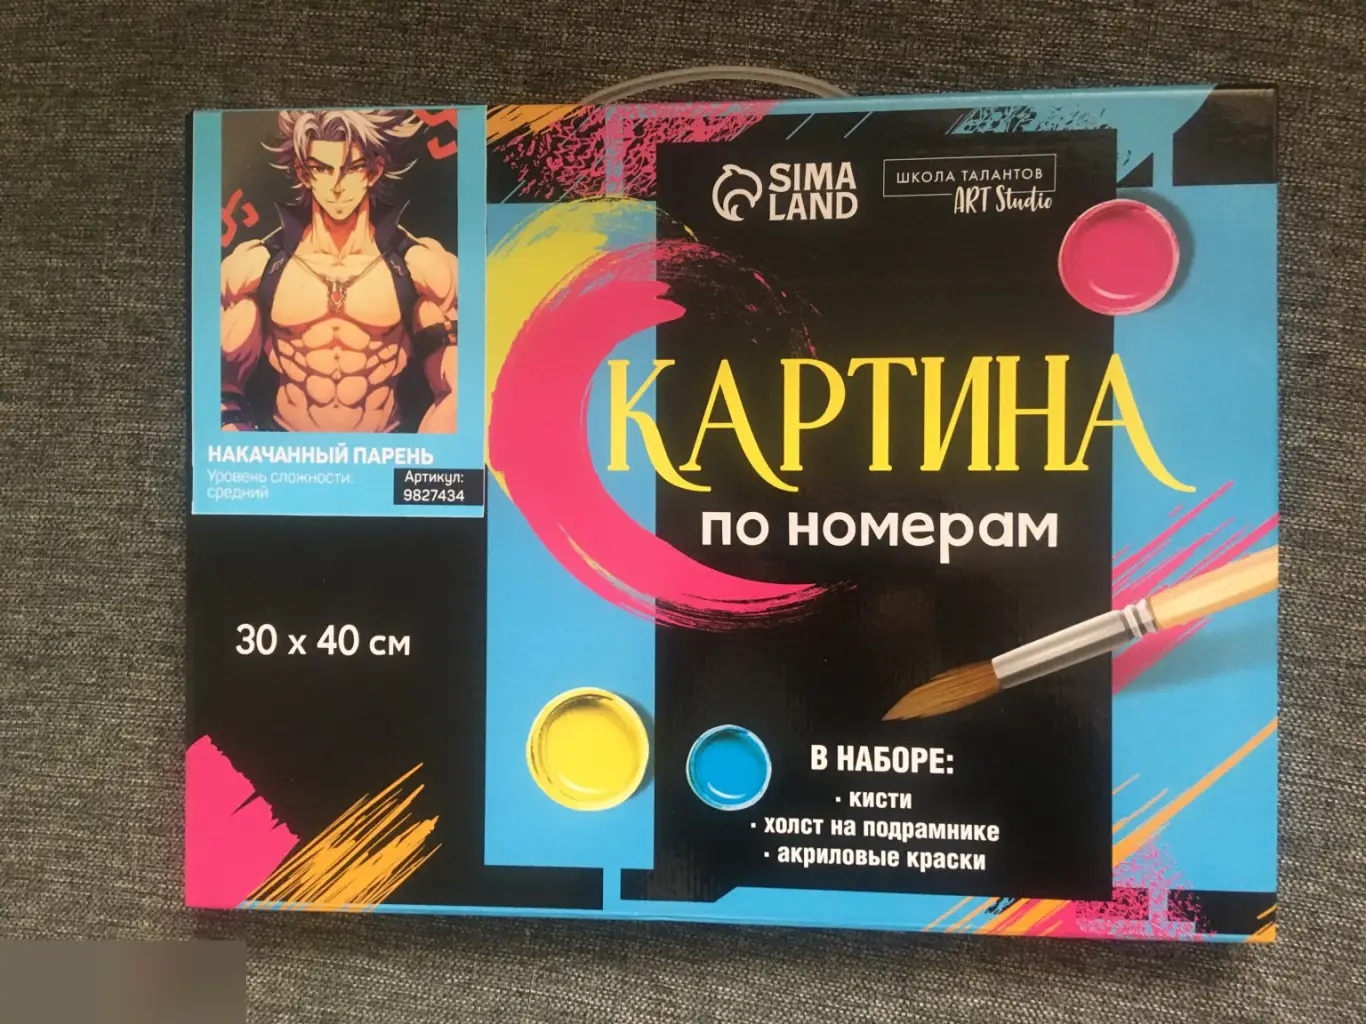 SIMA
LAND
ШКОЛА ТАЛАНТОВ
ART Studio
КАРТИНА
по номерам
НАКАЧАННЫЙ ПАРЕНЬ
Уровень сложности:
средний
Артикул:
9827434
30 x 40 см
В НАБОРЕ:
· кисти
· холст на подрамнике
· акриловые краски